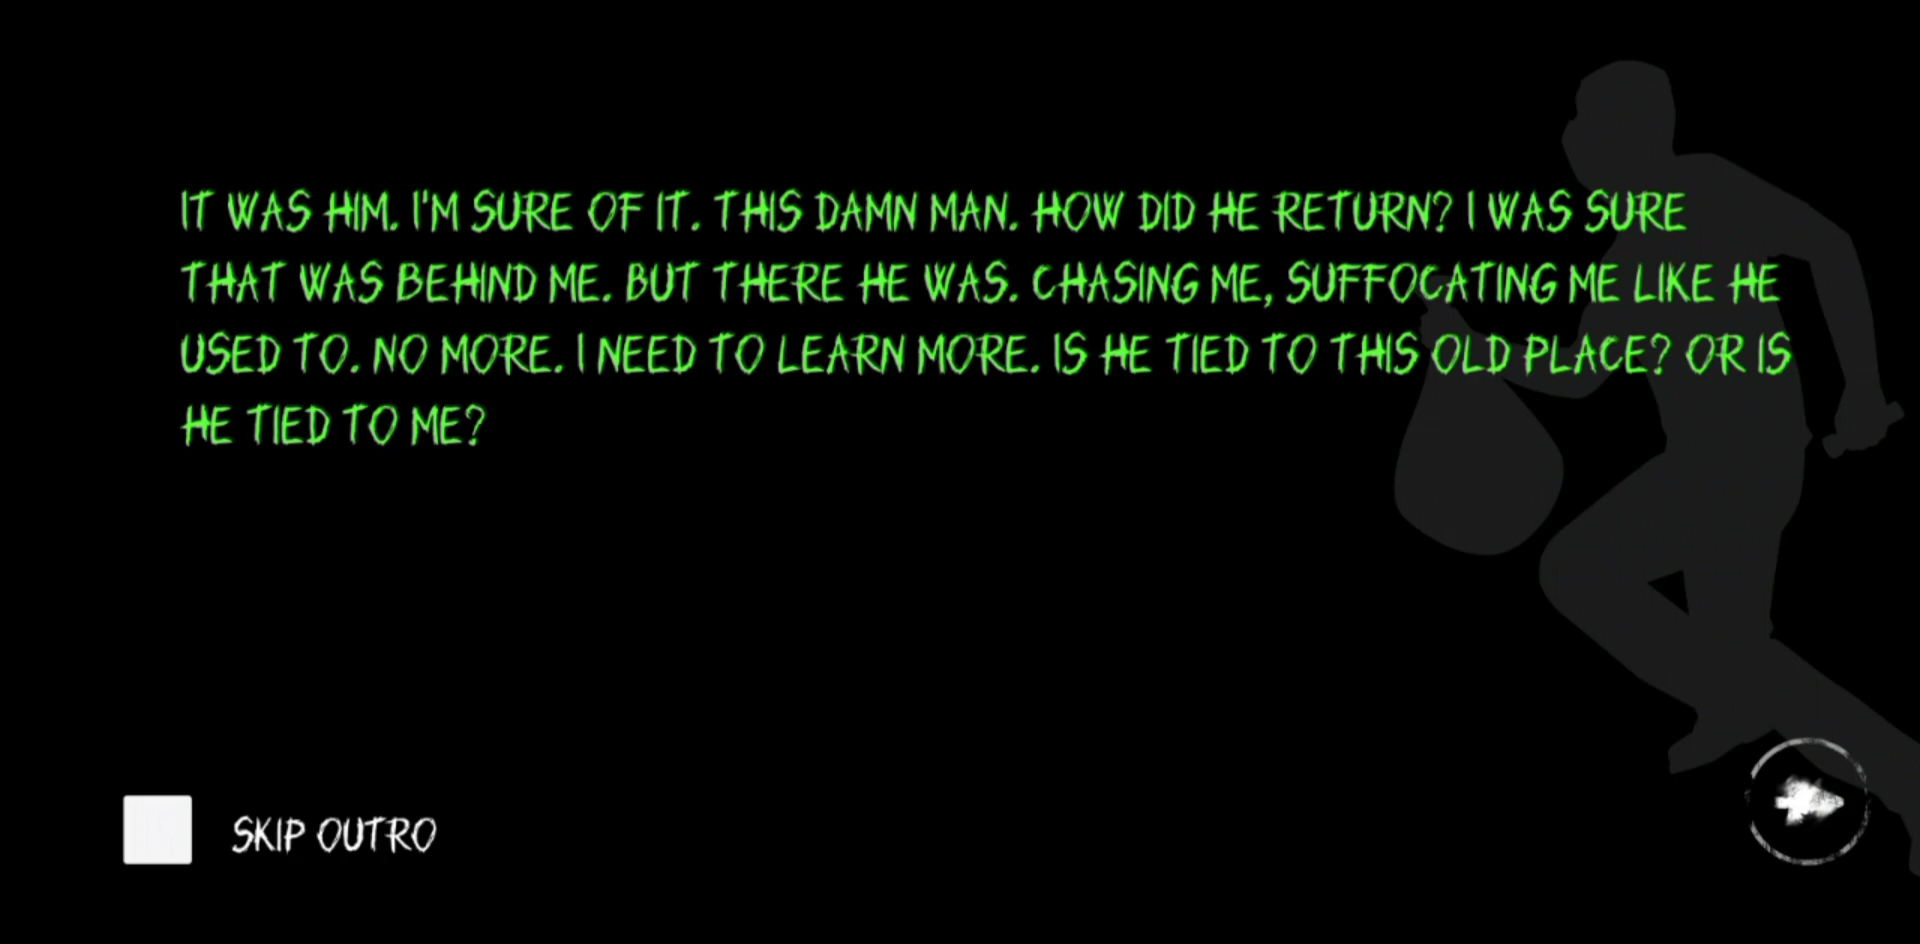 IT WAS HIM. I'M SURE OF IT. THIS DAMN MAN. HOW DID HE RETURN? I WAS SURE
THAT WAS BEHIND ME. BUT THERE HE WAS. CHASING ME, SUFFOCATING ME LIKE HE
USED TO. NO MORE. I NEED TO LEARN MORE. IS HE TIED TO THIS OLD PLACE? OR IS
HE TIED TO ME?
SKIP OUTRO